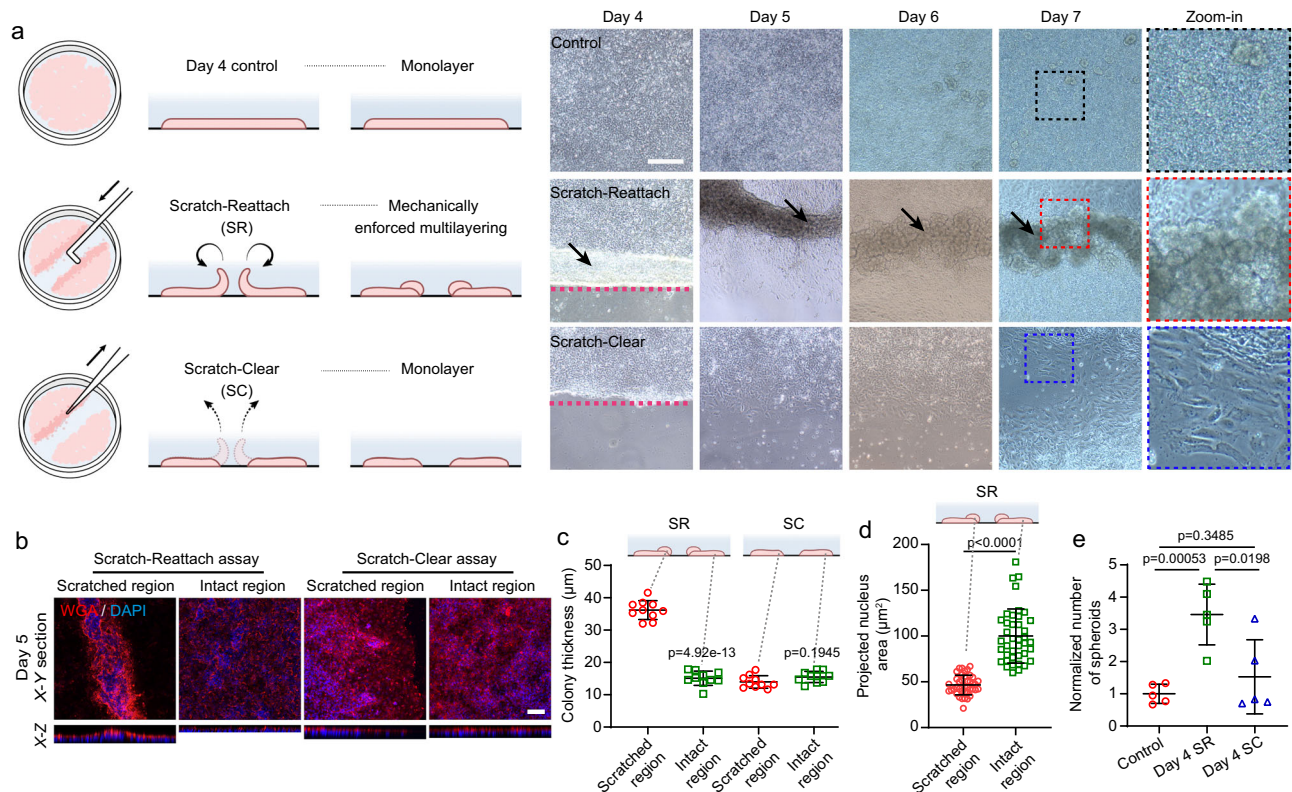 a
Day 4 control
Monolayer
Scratch-Reattach
(SR)
Mechanically
enforced multilayering
Scratch-Clear
(SC)
Monolayer
Day 4
Day 5
Day 6
Day 7
Zoom-in
Control
Scratch-Reattach
Scratch-Clear
b
Scratch-Reattach assay
Scratch-Clear assay
Scratched region
Intact region
Scratched region
Intact region
WGA / DAPI
Day 5
X-Y section
X-Z
c
SR
SC
Colony thickness (µm)
50
40
30
20
10
0
p=4.92e-13
p=0.1945
Scratched
region
Intact
region
Scratched
region
Intact
region
d
SR
Projected nucleus
area (µm²)
200
150
100
50
0
p<0.0001
Scratched
region
Intact
region
e
Normalized number
of spheroids
5
4
3
2
1
0
p=0.3485
p=0.00053
p=0.0198
Control
Day 4 SR
Day 4 SC